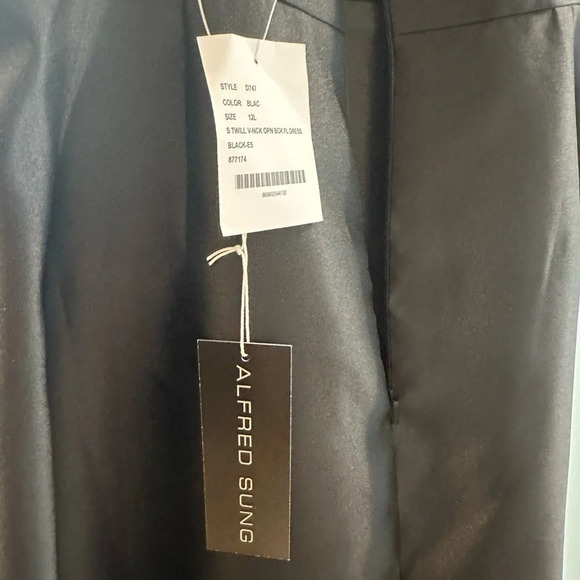 STYLE D747
COLOR BLAC
SIZE 12L
S TWILL V-NCK OPN BCK FL DRESS
BLACK-ES
877174
ALFRED SUNG